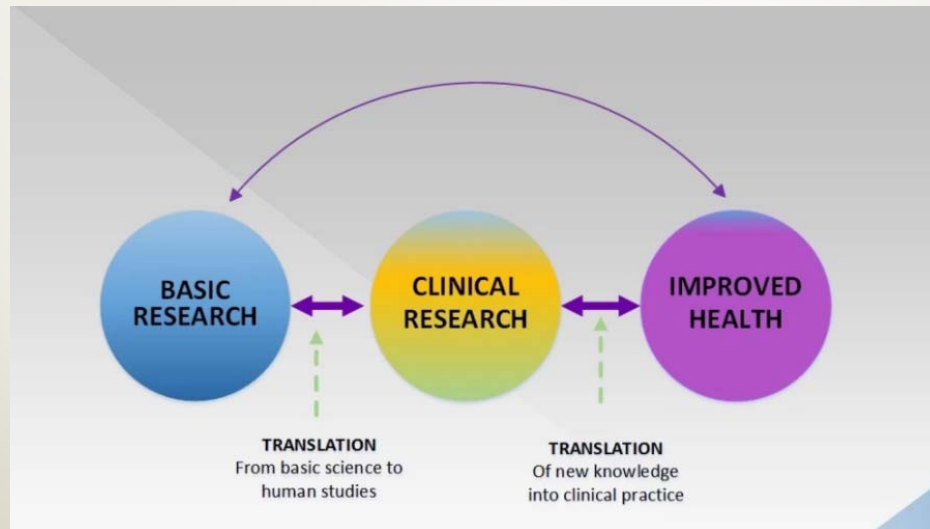 BASIC
RESEARCH
CLINICAL
RESEARCH
IMPROVED
HEALTH
TRANSLATION
From basic science to
human studies
TRANSLATION
Of new knowledge
into clinical practice